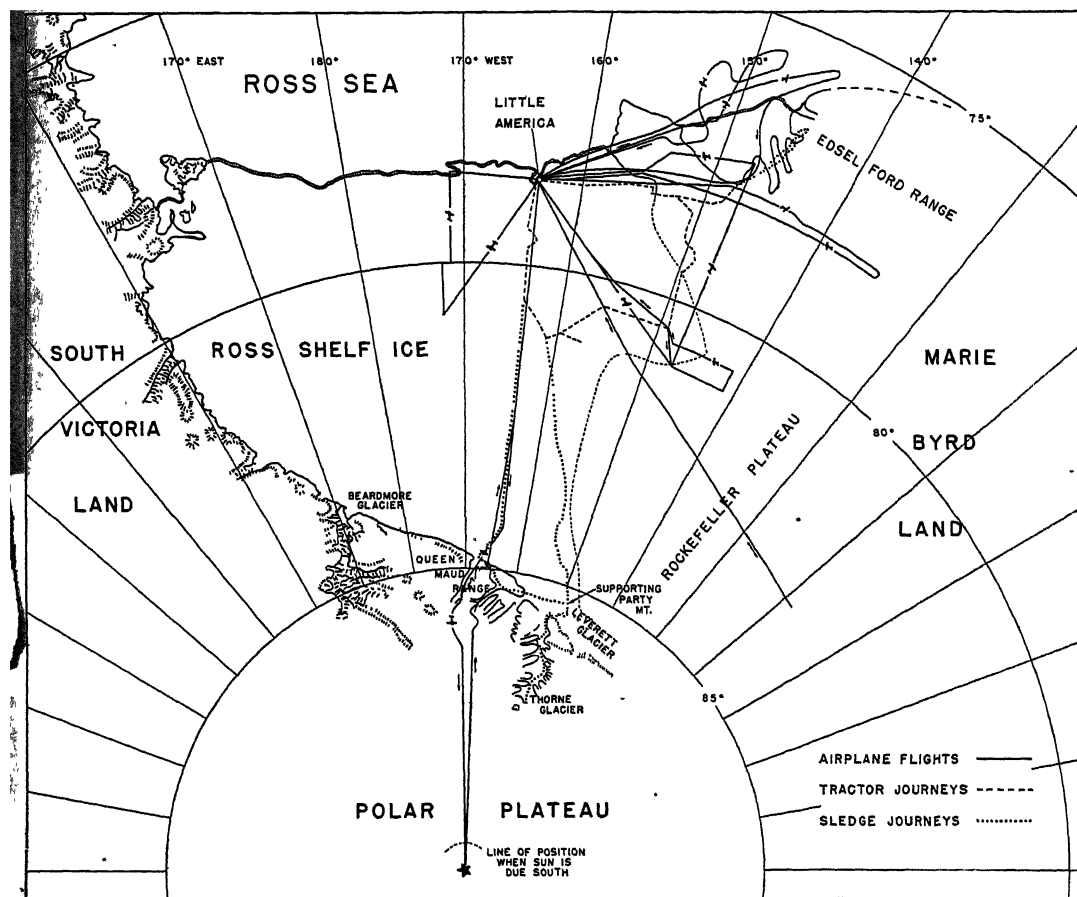 170° EAST
180°
170° WEST
160°
150°
140°
ROSS SEA
LITTLE
AMERICA
75°
EDSEL FORD RANGE
SOUTH
VICTORIA
LAND
ROSS SHELF ICE
MARIE
BYRD
LAND
80°
ROCKEFELLER PLATEAU
BEARDMORE
GLACIER
QUEEN
MAUD
RANGE
SUPPORTING
PARTY
MT.
LEVERETT
GLACIER
THORNE
GLACIER
85°
AIRPLANE FLIGHTS
TRACTOR JOURNEYS
SLEDGE JOURNEYS
POLAR PLATEAU
LINE OF POSITION
WHEN SUN IS
DUE SOUTH